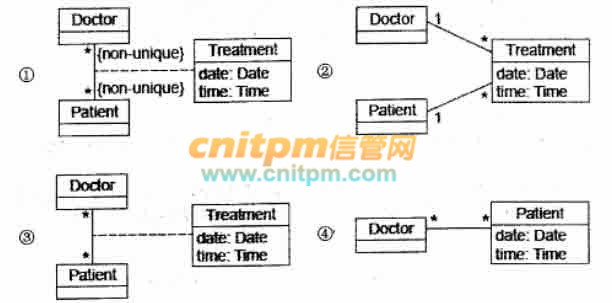 ①
Doctor
*
{non-unique}
*
{non-unique}
Patient
Treatment
date: Date
time: Time
②
Doctor
1
*
Patient
1
*
Treatment
date: Date
time: Time
cnitpm信管网
www.cnitpm.com
③
Doctor
*
*
Patient
Treatment
date: Date
time: Time
④
Doctor
*
*
Patient
date: Date
time: Time